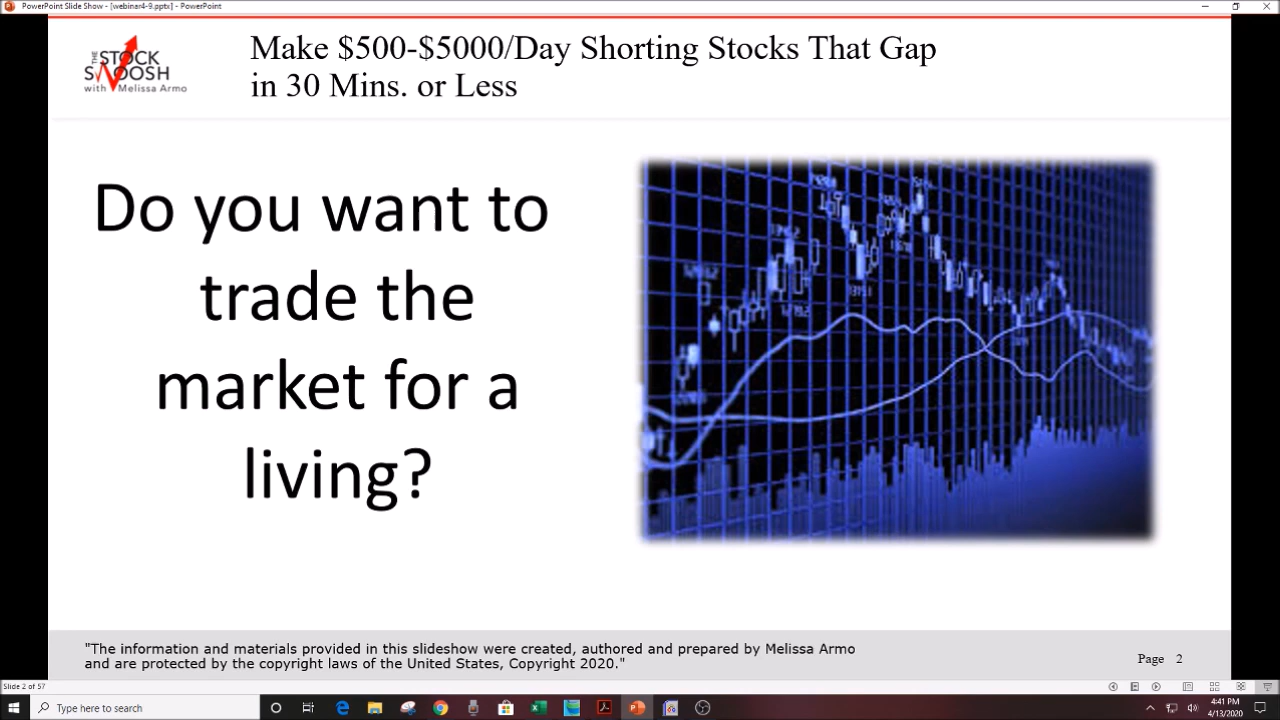 PowerPoint Slide Show - [webinar4-9.pptx] - PowerPoint
THE
STOCK
SWOOSH
with Melissa Armo
Make $500-$5000/Day Shorting Stocks That Gap
in 30 Mins. or Less
Do you want to
trade the
market for a
living?
"The information and materials provided in this slideshow were created, authored and prepared by Melissa Armo
and are protected by the copyright laws of the United States, Copyright 2020."
Page 2
Slide 2 of 57
Type here to search
4:41 PM
4/13/2020